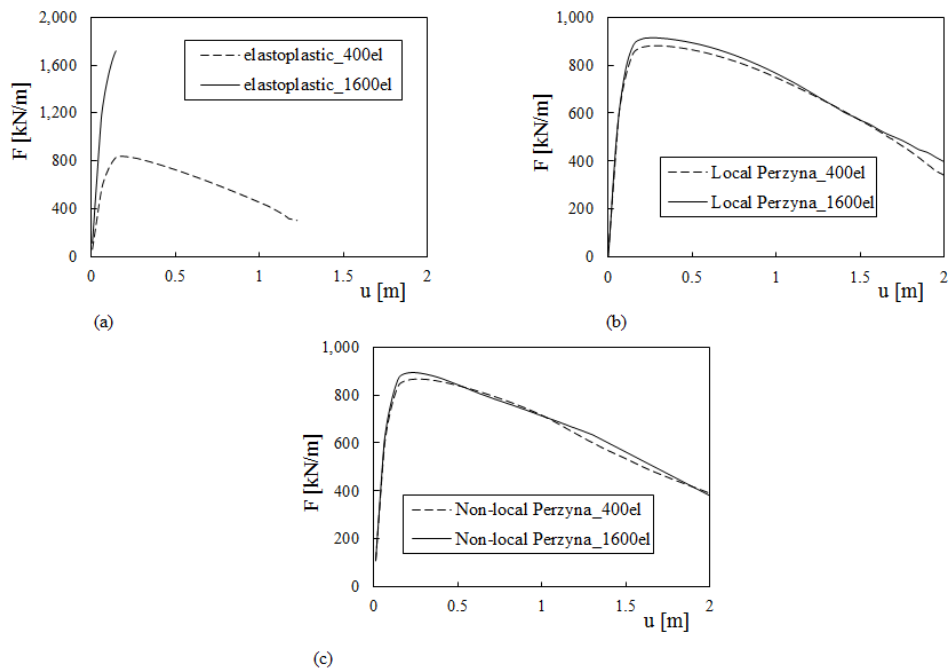 2,000
1,600
1,200
800
400
0
F [kN/m]
elastoplastic_400el
elastoplastic_1600el
0 0.5 1 1.5 2
u [m]
(a)
1,000
800
600
400
200
0
F [kN/m]
Local Perzyna_400el
Local Perzyna_1600el
0 0.5 1 1.5 2
u [m]
(b)
1,000
800
600
400
200
0
F [kN/m]
Non-local Perzyna_400el
Non-local Perzyna_1600el
0 0.5 1 1.5 2
u [m]
(c)